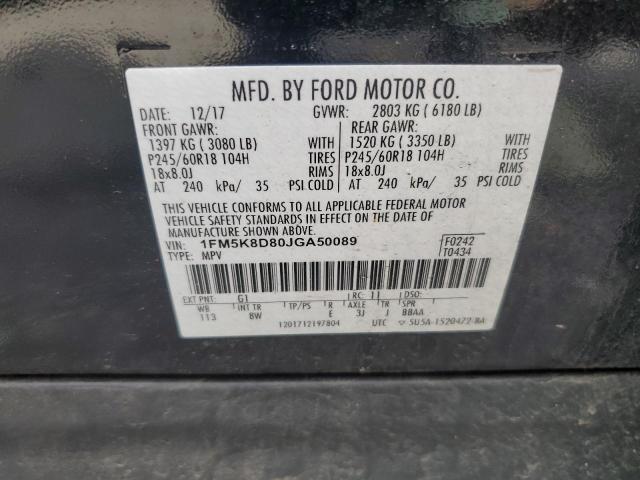 MFD. BY FORD MOTOR CO.
DATE: 12/17 GVWR: 2803 KG ( 6180 LB)
FRONT GAWR: REAR GAWR:
1397 KG ( 3080 LB) WITH 1520 KG ( 3350 LB) WITH
P245/60R18 104H TIRES P245/60R18 104H TIRES
18x8.0J RIMS 18x8.0J RIMS
AT 240 kPa/ 35 PSI COLD AT 240 kPa/ 35 PSI COLD
THIS VEHICLE CONFORMS TO ALL APPLICABLE FEDERAL MOTOR
VEHICLE SAFETY STANDARDS IN EFFECT ON THE DATE OF
MANUFACTURE SHOWN ABOVE.
VIN: 1FM5K8D80JGA50089 F0242
TYPE: MPV T0434
EXT PNT: G1 RC: 11 DSO:
WB INT TR TP/PS R AXLE TR SPR
113 8W E 3J J BBAA
1201712197804 UTC 5U5A-1520472-BA